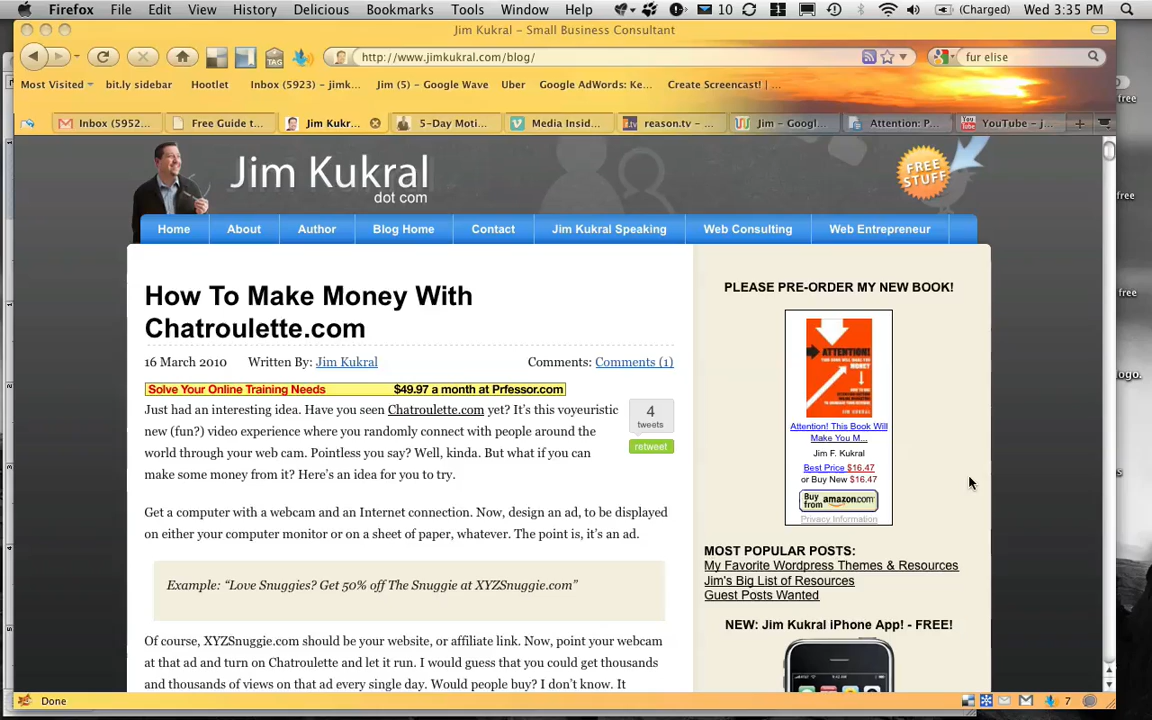 Firefox File Edit View History Delicious Bookmarks Tools Window Help 10 (Charged) Wed 3:35 PM
Jim Kukral - Small Business Consultant
TAG http://www.jimkukral.com/blog/ fur elise
Most Visited bit.ly sidebar Hootlet Inbox (5923) - jimk... Jim (5) - Google Wave Uber Google AdWords: Ke... Create Screencast! | ...
Inbox (5952... Free Guide t... Jim Kukr... 5-Day Moti... Media Insid... reason.tv - ... Jim - Googl... Attention: P... YouTube - j...
Jim Kukral
dot com
FREE
STUFF
Home About Author Blog Home Contact Jim Kukral Speaking Web Consulting Web Entrepreneur
How To Make Money With
Chatroulette.com
16 March 2010 Written By: Jim Kukral Comments: Comments (1)
Solve Your Online Training Needs $49.97 a month at Prfessor.com
Just had an interesting idea. Have you seen Chatroulette.com yet? It's this voyeuristic
new (fun?) video experience where you randomly connect with people around the
world through your web cam. Pointless you say? Well, kinda. But what if you can
make some money from it? Here's an idea for you to try.
4
tweets
retweet
Get a computer with a webcam and an Internet connection. Now, design an ad, to be displayed
on either your computer monitor or on a sheet of paper, whatever. The point is, it's an ad.
Example: “Love Snuggies? Get 50% off The Snuggie at XYZSnuggie.com”
Of course, XYZSnuggie.com should be your website, or affiliate link. Now, point your webcam
at that ad and turn on Chatroulette and let it run. I would guess that you could get thousands
and thousands of views on that ad every single day. Would people buy? I don't know. It
PLEASE PRE-ORDER MY NEW BOOK!
ATTENTION!
JIM KUKRAL
Attention! This Book Will
Make You M...
Jim F. Kukral
Best Price $16.47
or Buy New $16.47
Buy from amazon.com
Privacy Information
MOST POPULAR POSTS:
My Favorite Wordpress Themes & Resources
Jim's Big List of Resources
Guest Posts Wanted
NEW: Jim Kukral iPhone App! - FREE!
free
free
free
logo.
free
Done 7